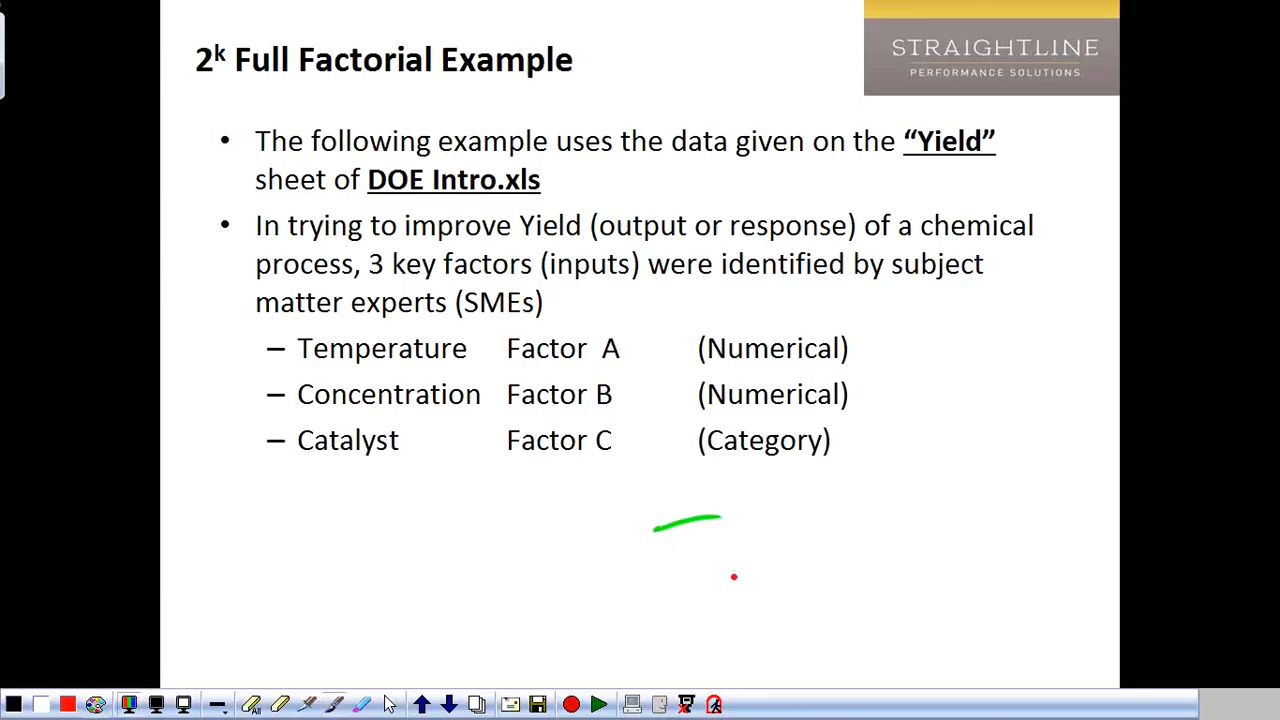 2k Full Factorial Example
STRAIGHTLINE
PERFORMANCE SOLUTIONS.
• The following example uses the data given on the “Yield”
sheet of DOE Intro.xls
• In trying to improve Yield (output or response) of a chemical
process, 3 key factors (inputs) were identified by subject
matter experts (SMEs)
– Temperature Factor A (Numerical)
– Concentration Factor B (Numerical)
– Catalyst Factor C (Category)
All